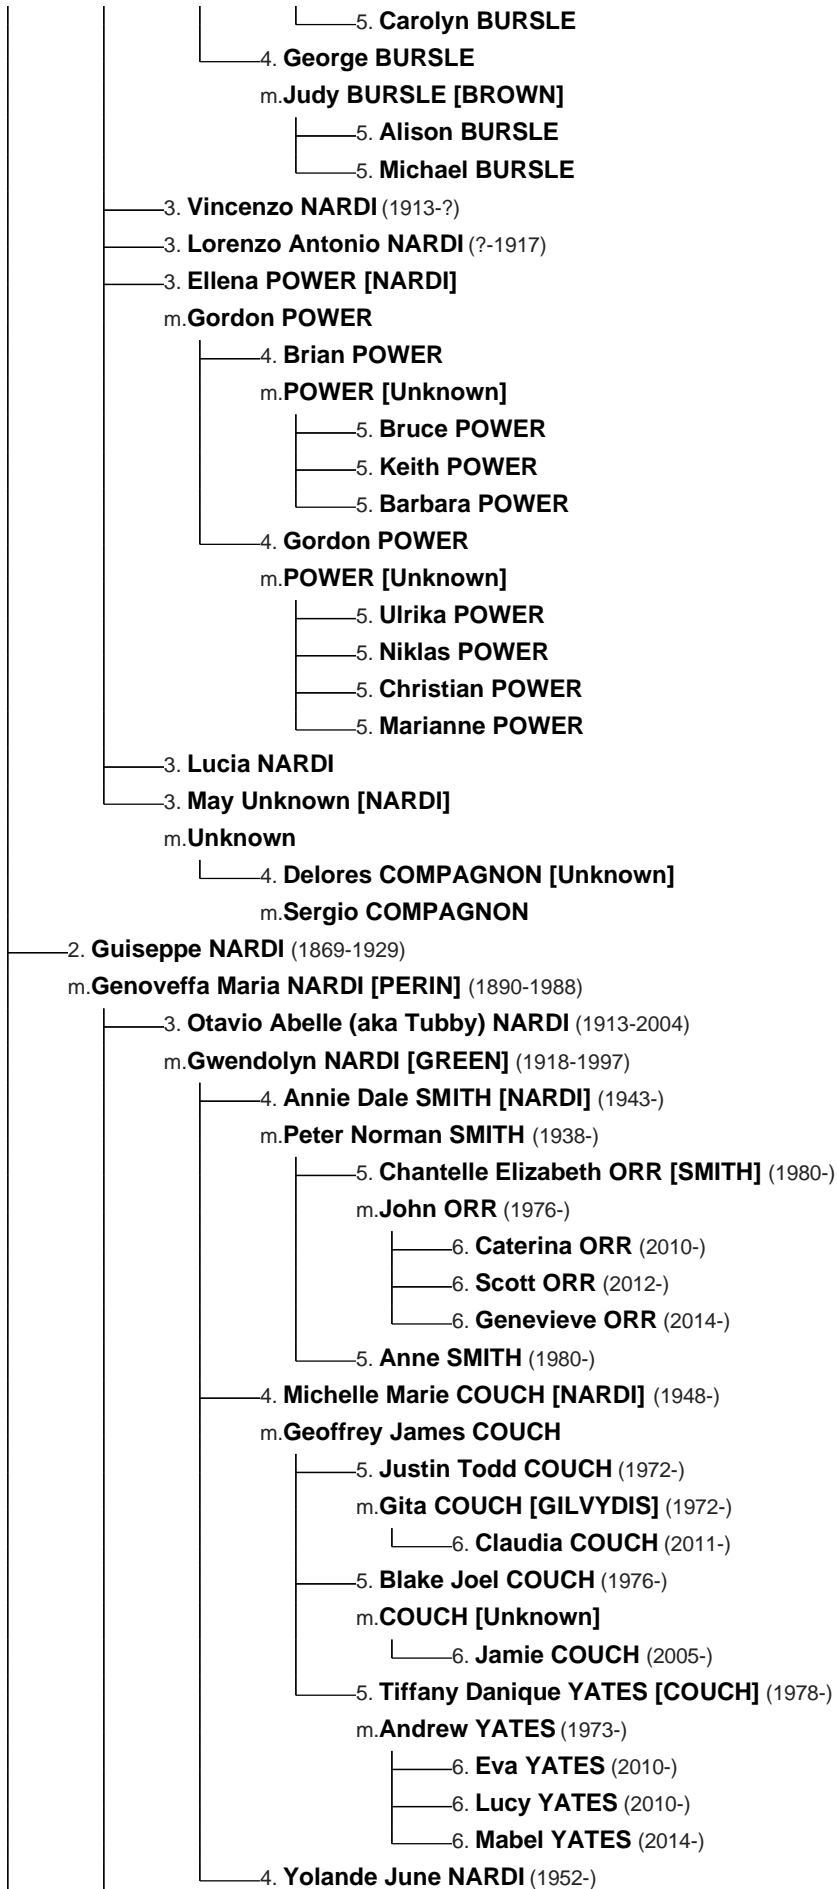 5. Carolyn BURSLE
4. George BURSLE
m.Judy BURSLE [BROWN]
5. Alison BURSLE
5. Michael BURSLE
3. Vincenzo NARDI (1913-?)
3. Lorenzo Antonio NARDI (?-1917)
3. Ellena POWER [NARDI]
m.Gordon POWER
4. Brian POWER
m.POWER [Unknown]
5. Bruce POWER
5. Keith POWER
5. Barbara POWER
4. Gordon POWER
m.POWER [Unknown]
5. Ulrika POWER
5. Niklas POWER
5. Christian POWER
5. Marianne POWER
3. Lucia NARDI
3. May Unknown [NARDI]
m.Unknown
4. Delores COMPAGNON [Unknown]
m.Sergio COMPAGNON
2. Guiseppe NARDI (1869-1929)
m.Genoveffa Maria NARDI [PERIN] (1890-1988)
3. Otavio Abelle (aka Tubby) NARDI (1913-2004)
m.Gwendolyn NARDI [GREEN] (1918-1997)
4. Annie Dale SMITH [NARDI] (1943-)
m.Peter Norman SMITH (1938-)
5. Chantelle Elizabeth ORR [SMITH] (1980-)
m.John ORR (1976-)
6. Caterina ORR (2010-)
6. Scott ORR (2012-)
6. Genevieve ORR (2014-)
5. Anne SMITH (1980-)
4. Michelle Marie COUCH [NARDI] (1948-)
m.Geoffrey James COUCH
5. Justin Todd COUCH (1972-)
m.Gita COUCH [GILVYDIS] (1972-)
6. Claudia COUCH (2011-)
5. Blake Joel COUCH (1976-)
m.COUCH [Unknown]
6. Jamie COUCH (2005-)
5. Tiffany Danique YATES [COUCH] (1978-)
m.Andrew YATES (1973-)
6. Eva YATES (2010-)
6. Lucy YATES (2010-)
6. Mabel YATES (2014-)
4. Yolande June NARDI (1952-)